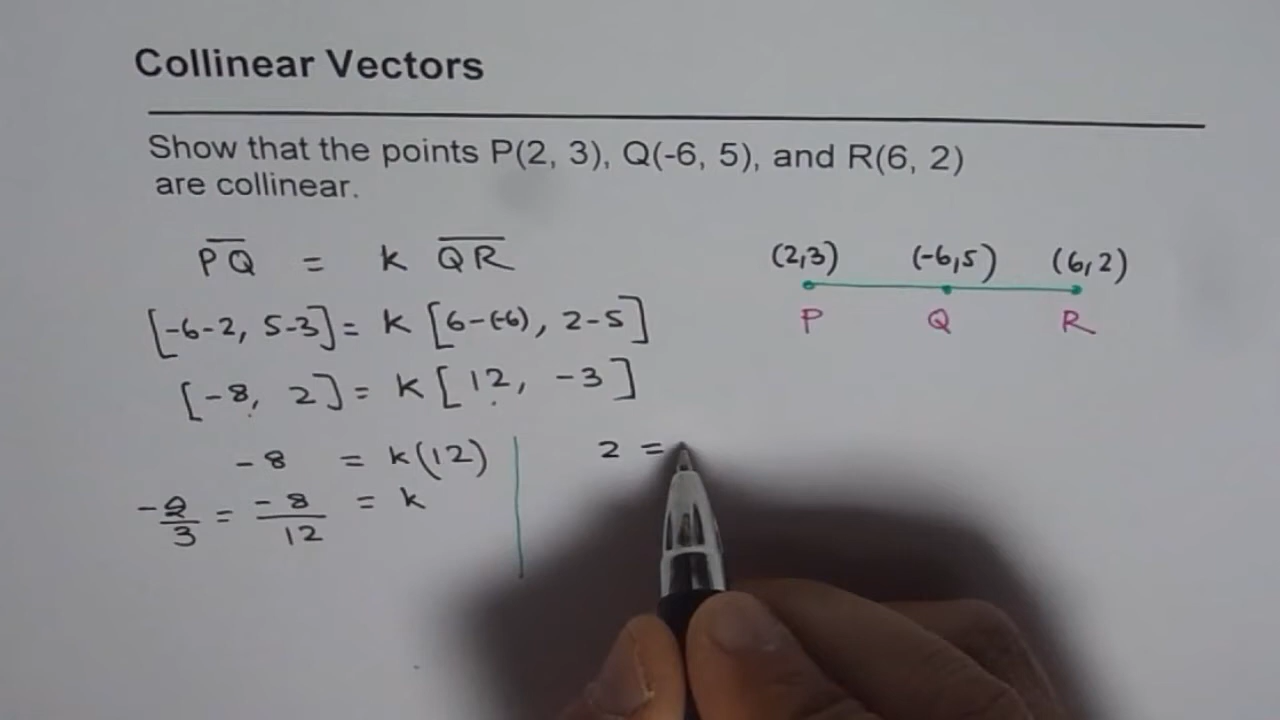 Collinear Vectors
Show that the points P(2, 3), Q(-6, 5), and R(6, 2)
are collinear.
PQ = k QR
[-6-2, 5-3] = k [6-(-6), 2-5]
[-8, 2] = k [12, -3]
-8 = k(12)
-2/3 = -8/12 = k
2 =
(2,3) (-6,5) (6,2)
P Q R